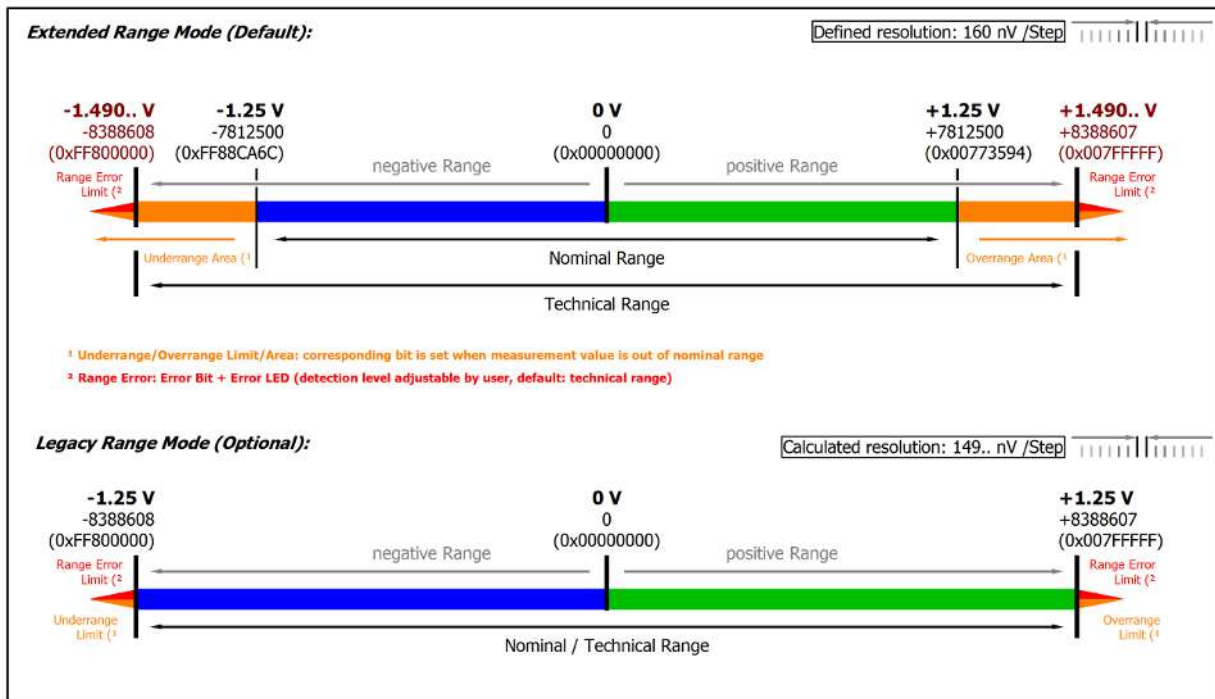 Extended Range Mode (Default):
Defined resolution: 160 nV /Step
-1.490.. V
-8388608
(0xFF800000)
-1.25 V
-7812500
(0xFF88CA6C)
0 V
0
(0x00000000)
+1.25 V
+7812500
(0x00773594)
+1.490.. V
+8388607
(0x007FFFFF)
negative Range
positive Range
Range Error
Limit (²
Range Error
Limit (²
Underrange Area (¹
Nominal Range
Overrange Area (¹
Technical Range
¹ Underrange/Overrange Limit/Area: corresponding bit is set when measurement value is out of nominal range
² Range Error: Error Bit + Error LED (detection level adjustable by user, default: technical range)
Legacy Range Mode (Optional):
Calculated resolution: 149.. nV /Step
-1.25 V
-8388608
(0xFF800000)
0 V
0
(0x00000000)
+1.25 V
+8388607
(0x007FFFFF)
negative Range
positive Range
Range Error
Limit (²
Range Error
Limit (²
Underrange
Limit (¹
Nominal / Technical Range
Overrange
Limit (¹